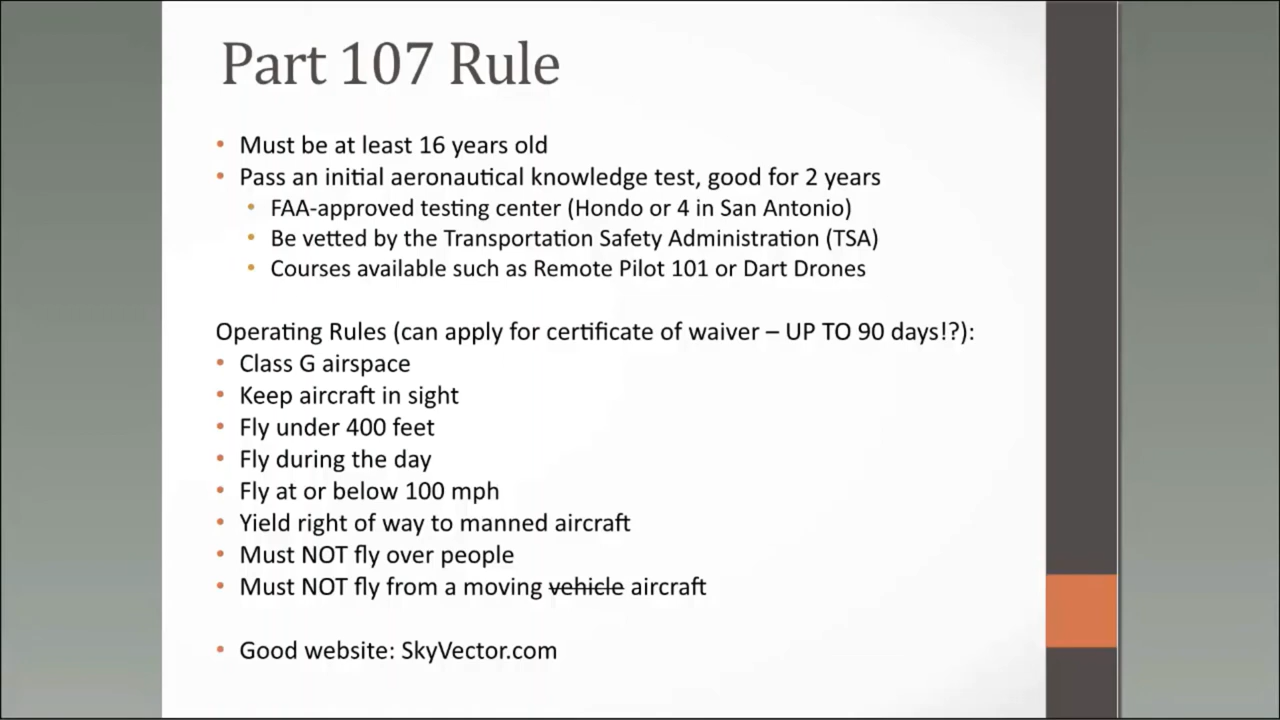 Part 107 Rule
• Must be at least 16 years old
• Pass an initial aeronautical knowledge test, good for 2 years
• FAA-approved testing center (Hondo or 4 in San Antonio)
• Be vetted by the Transportation Safety Administration (TSA)
• Courses available such as Remote Pilot 101 or Dart Drones
Operating Rules (can apply for certificate of waiver – UP TO 90 days!?):
• Class G airspace
• Keep aircraft in sight
• Fly under 400 feet
• Fly during the day
• Fly at or below 100 mph
• Yield right of way to manned aircraft
• Must NOT fly over people
• Must NOT fly from a moving vehicle aircraft
• Good website: SkyVector.com